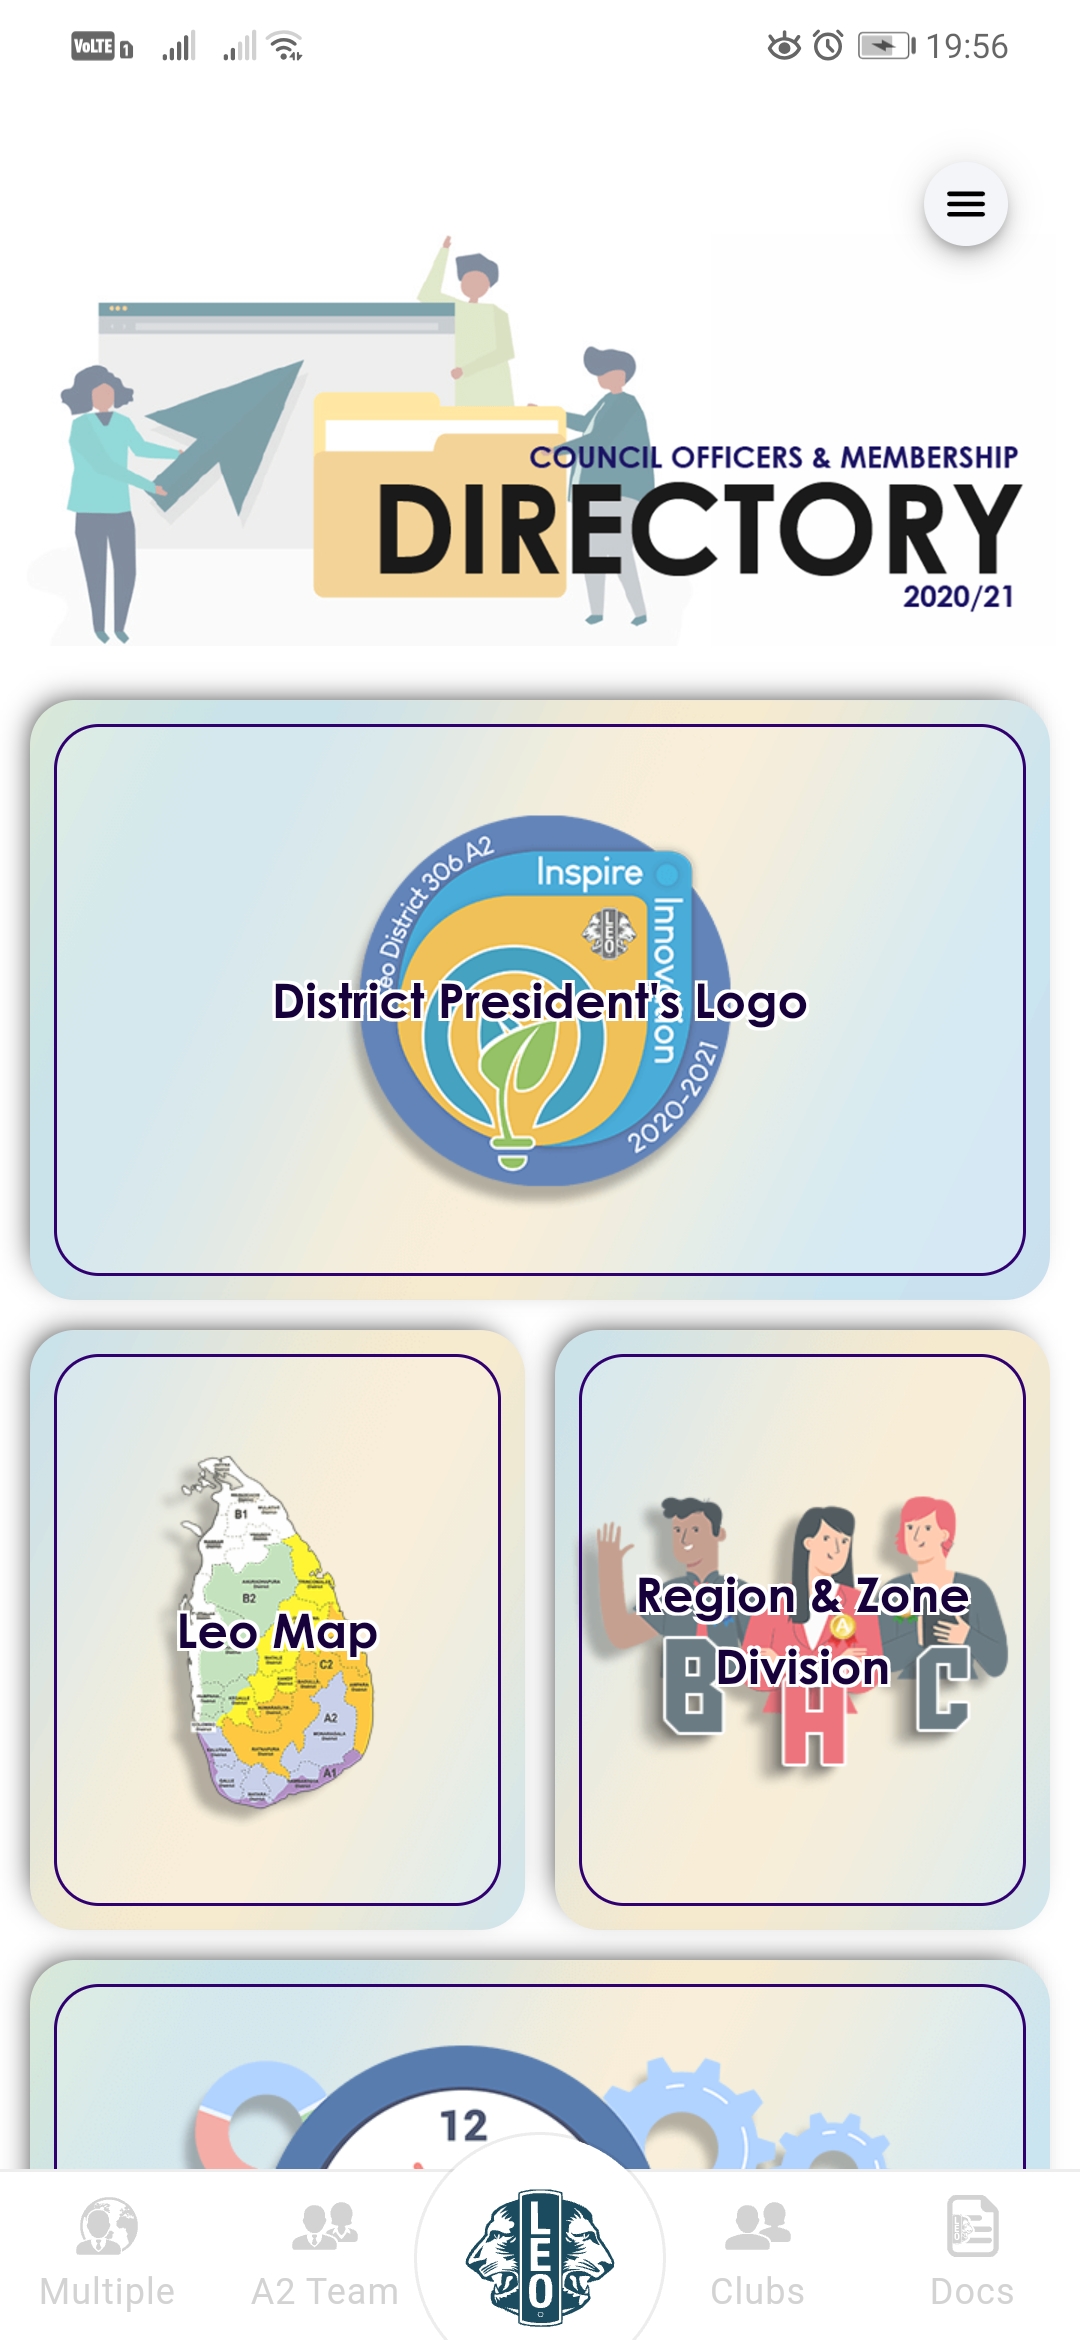 VoLTE 1
19:56
COUNCIL OFFICERS & MEMBERSHIP
DIRECTORY
2020/21
Leo District 306 A2
Inspire
Innovation
LEO
2020-2021
District President's Logo
B1
B2
C2
A2
A1
Leo Map
Region & Zone
Division
A
B
H
C
12
LEO
Multiple
A2 Team
Clubs
Docs